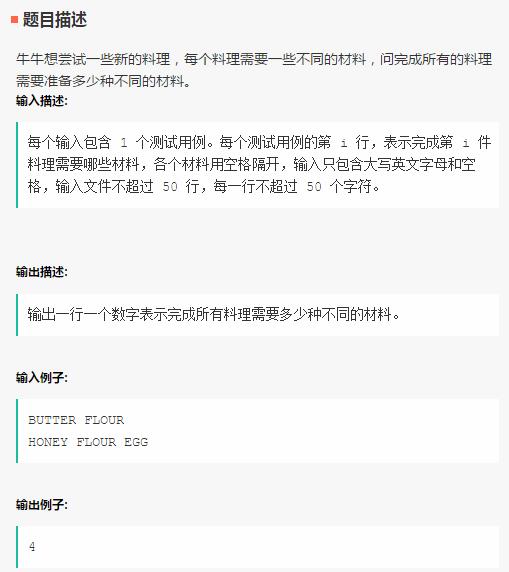 题目描述
牛牛想尝试一些新的料理，每个料理需要一些不同的材料，问完成所有的料理
需要准备多少种不同的材料。
输入描述:
每个输入包含 1 个测试用例。每个测试用例的第 i 行，表示完成第 i 件
料理需要哪些材料，各个材料用空格隔开，输入只包含大写英文字母和空
格，输入文件不超过 50 行，每一行不超过 50 个字符。
输出描述:
输出一行一个数字表示完成所有料理需要多少种不同的材料。
输入例子:
BUTTER FLOUR
HONEY FLOUR EGG
输出例子:
4